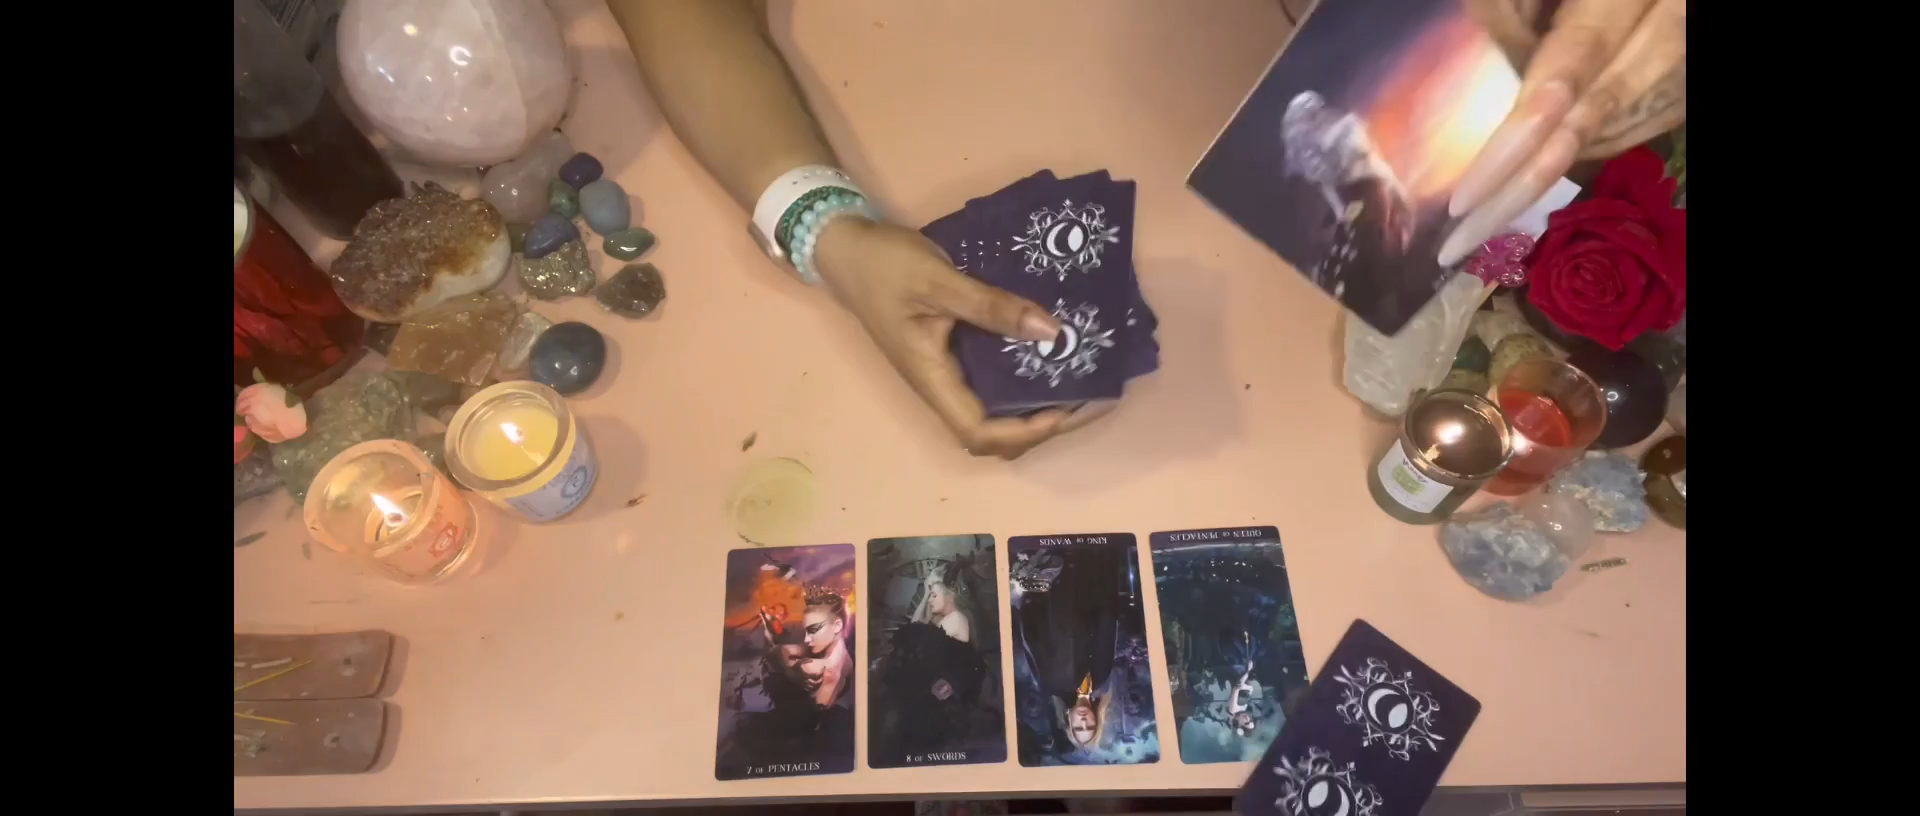 KING OF WANDS
QUEEN OF PENTACLES
7 OF PENTACLES
8 OF SWORDS